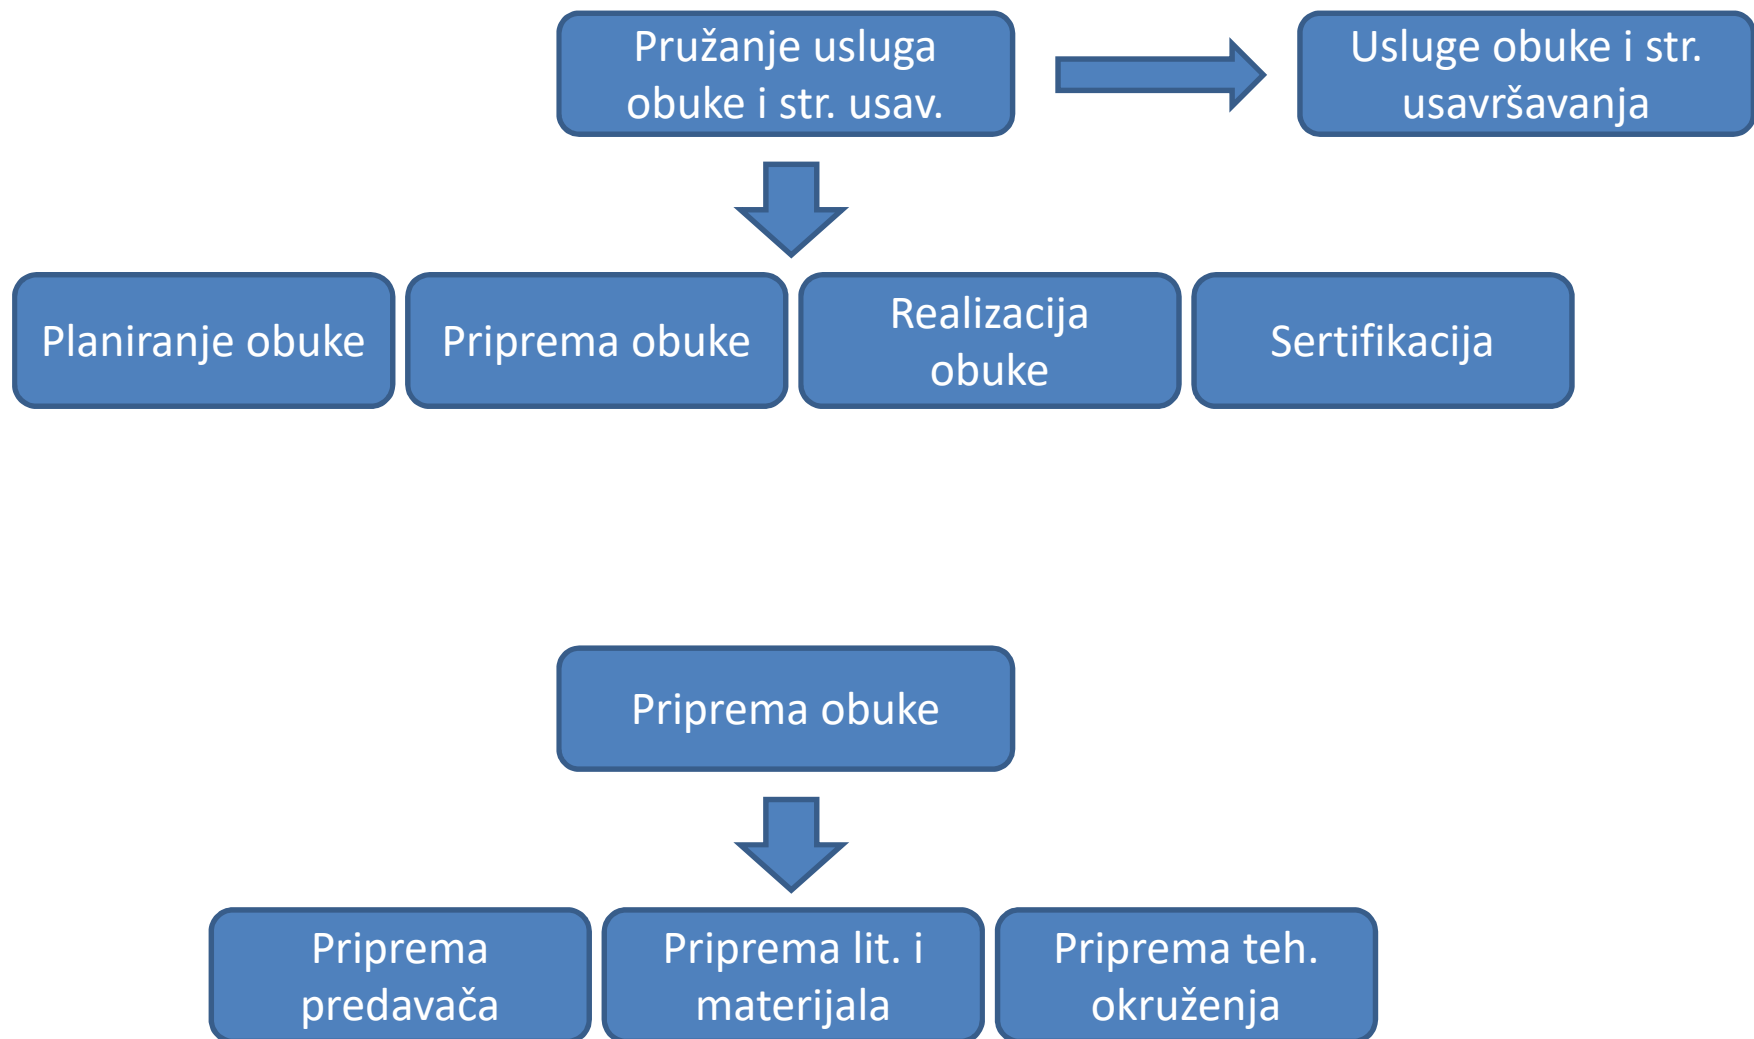 Pružanje usluga
obuke i str. usav.
Usluge obuke i str.
usavršavanja
Planiranje obuke
Priprema obuke
Realizacija
obuke
Sertifikacija
Priprema obuke
Priprema
predavača
Priprema lit. i
materijala
Priprema teh.
okruženja